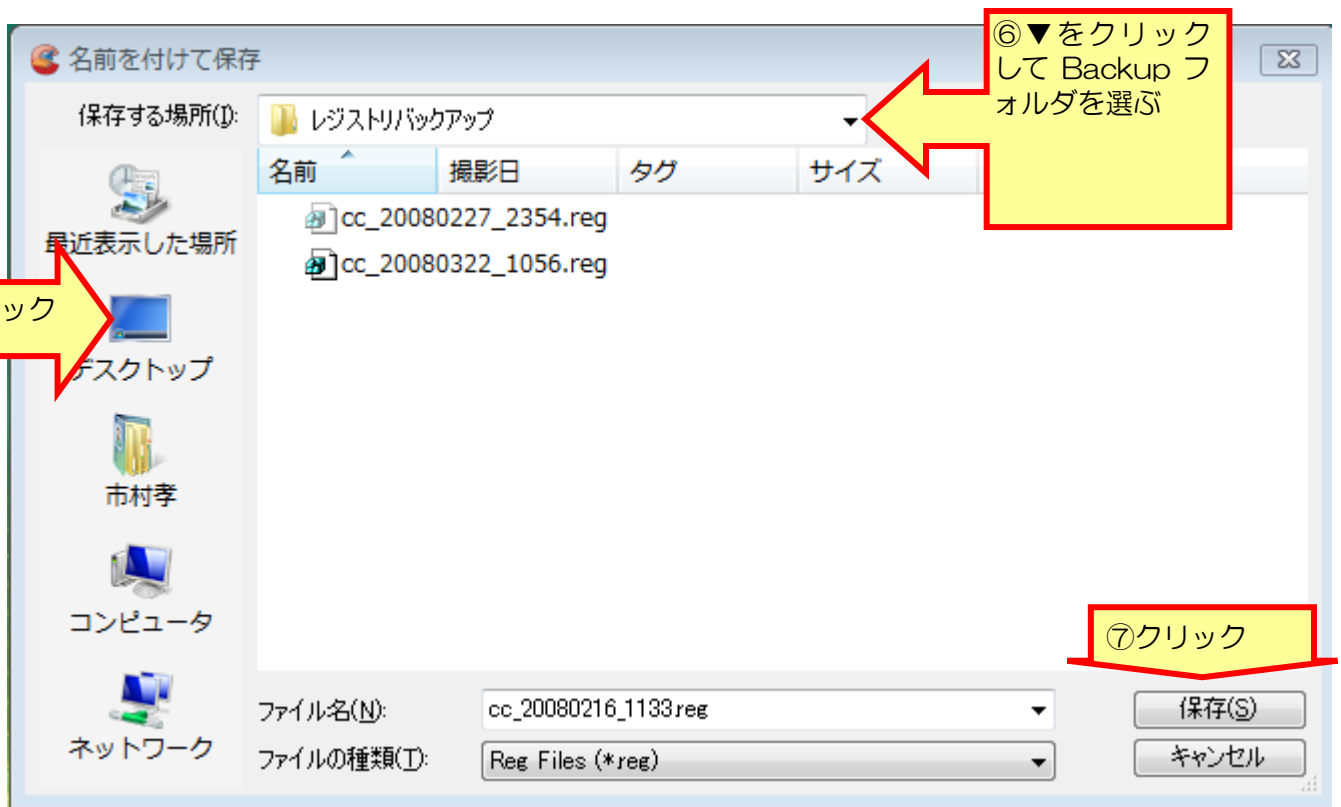 名前を付けて保存
⑥▼をクリック
して Backup フ
ォルダを選ぶ
保存する場所(I):
レジストリバックアップ
名前
撮影日
タグ
サイズ
cc_20080227_2354.reg
cc_20080322_1056.reg
最近表示した場所
ック
デスクトップ
市村孝
コンピュータ
ネットワーク
⑦クリック
ファイル名(N):
cc_20080216_1133.reg
保存(S)
ファイルの種類(T):
Reg Files (*.reg)
キャンセル